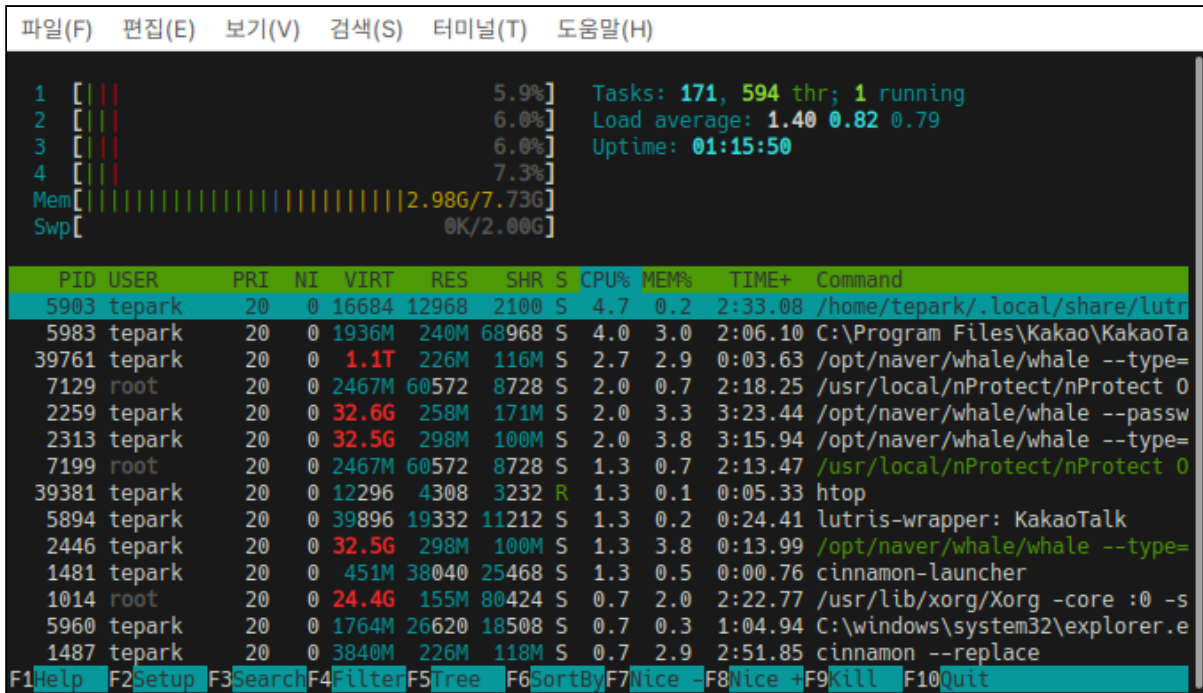 파일(F) 편집(E) 보기(V) 검색(S) 터미널(T) 도움말(H)
1 [||| 5.9%] Tasks: 171, 594 thr; 1 running
2 [||| 6.0%] Load average: 1.40 0.82 0.79
3 [||| 6.0%] Uptime: 01:15:50
4 [||| 7.3%]
Mem[|||||||||||||||||||||||||2.98G/7.73G]
Swp[ 0K/2.00G]
PID USER PRI NI VIRT RES SHR S CPU% MEM% TIME+ Command
5903 tepark 20 0 16684 12968 2100 S 4.7 0.2 2:33.08 /home/tepark/.local/share/lutr
5983 tepark 20 0 1936M 240M 68968 S 4.0 3.0 2:06.10 C:\Program Files\Kakao\KakaoTa
39761 tepark 20 0 1.1T 226M 116M S 2.7 2.9 0:03.63 /opt/naver/whale/whale --type=
7129 root 20 0 2467M 60572 8728 S 2.0 0.7 2:18.25 /usr/local/nProtect/nProtect O
2259 tepark 20 0 32.6G 258M 171M S 2.0 3.3 3:23.44 /opt/naver/whale/whale --passw
2313 tepark 20 0 32.5G 298M 100M S 2.0 3.8 3:15.94 /opt/naver/whale/whale --type=
7199 root 20 0 2467M 60572 8728 S 1.3 0.7 2:13.47 /usr/local/nProtect/nProtect O
39381 tepark 20 0 12296 4308 3232 R 1.3 0.1 0:05.33 htop
5894 tepark 20 0 39896 19332 11212 S 1.3 0.2 0:24.41 lutris-wrapper: KakaoTalk
2446 tepark 20 0 32.5G 298M 100M S 1.3 3.8 0:13.99 /opt/naver/whale/whale --type=
1481 tepark 20 0 451M 38040 25468 S 1.3 0.5 0:00.76 cinnamon-launcher
1014 root 20 0 24.4G 155M 80424 S 0.7 2.0 2:22.77 /usr/lib/xorg/Xorg -core :0 -s
5960 tepark 20 0 1764M 26620 18508 S 0.7 0.3 1:04.94 C:\windows\system32\explorer.e
1487 tepark 20 0 3840M 226M 118M S 0.7 2.9 2:51.85 cinnamon --replace
F1Help F2Setup F3SearchF4FilterF5Tree F6SortByF7Nice -F8Nice +F9Kill F10Quit